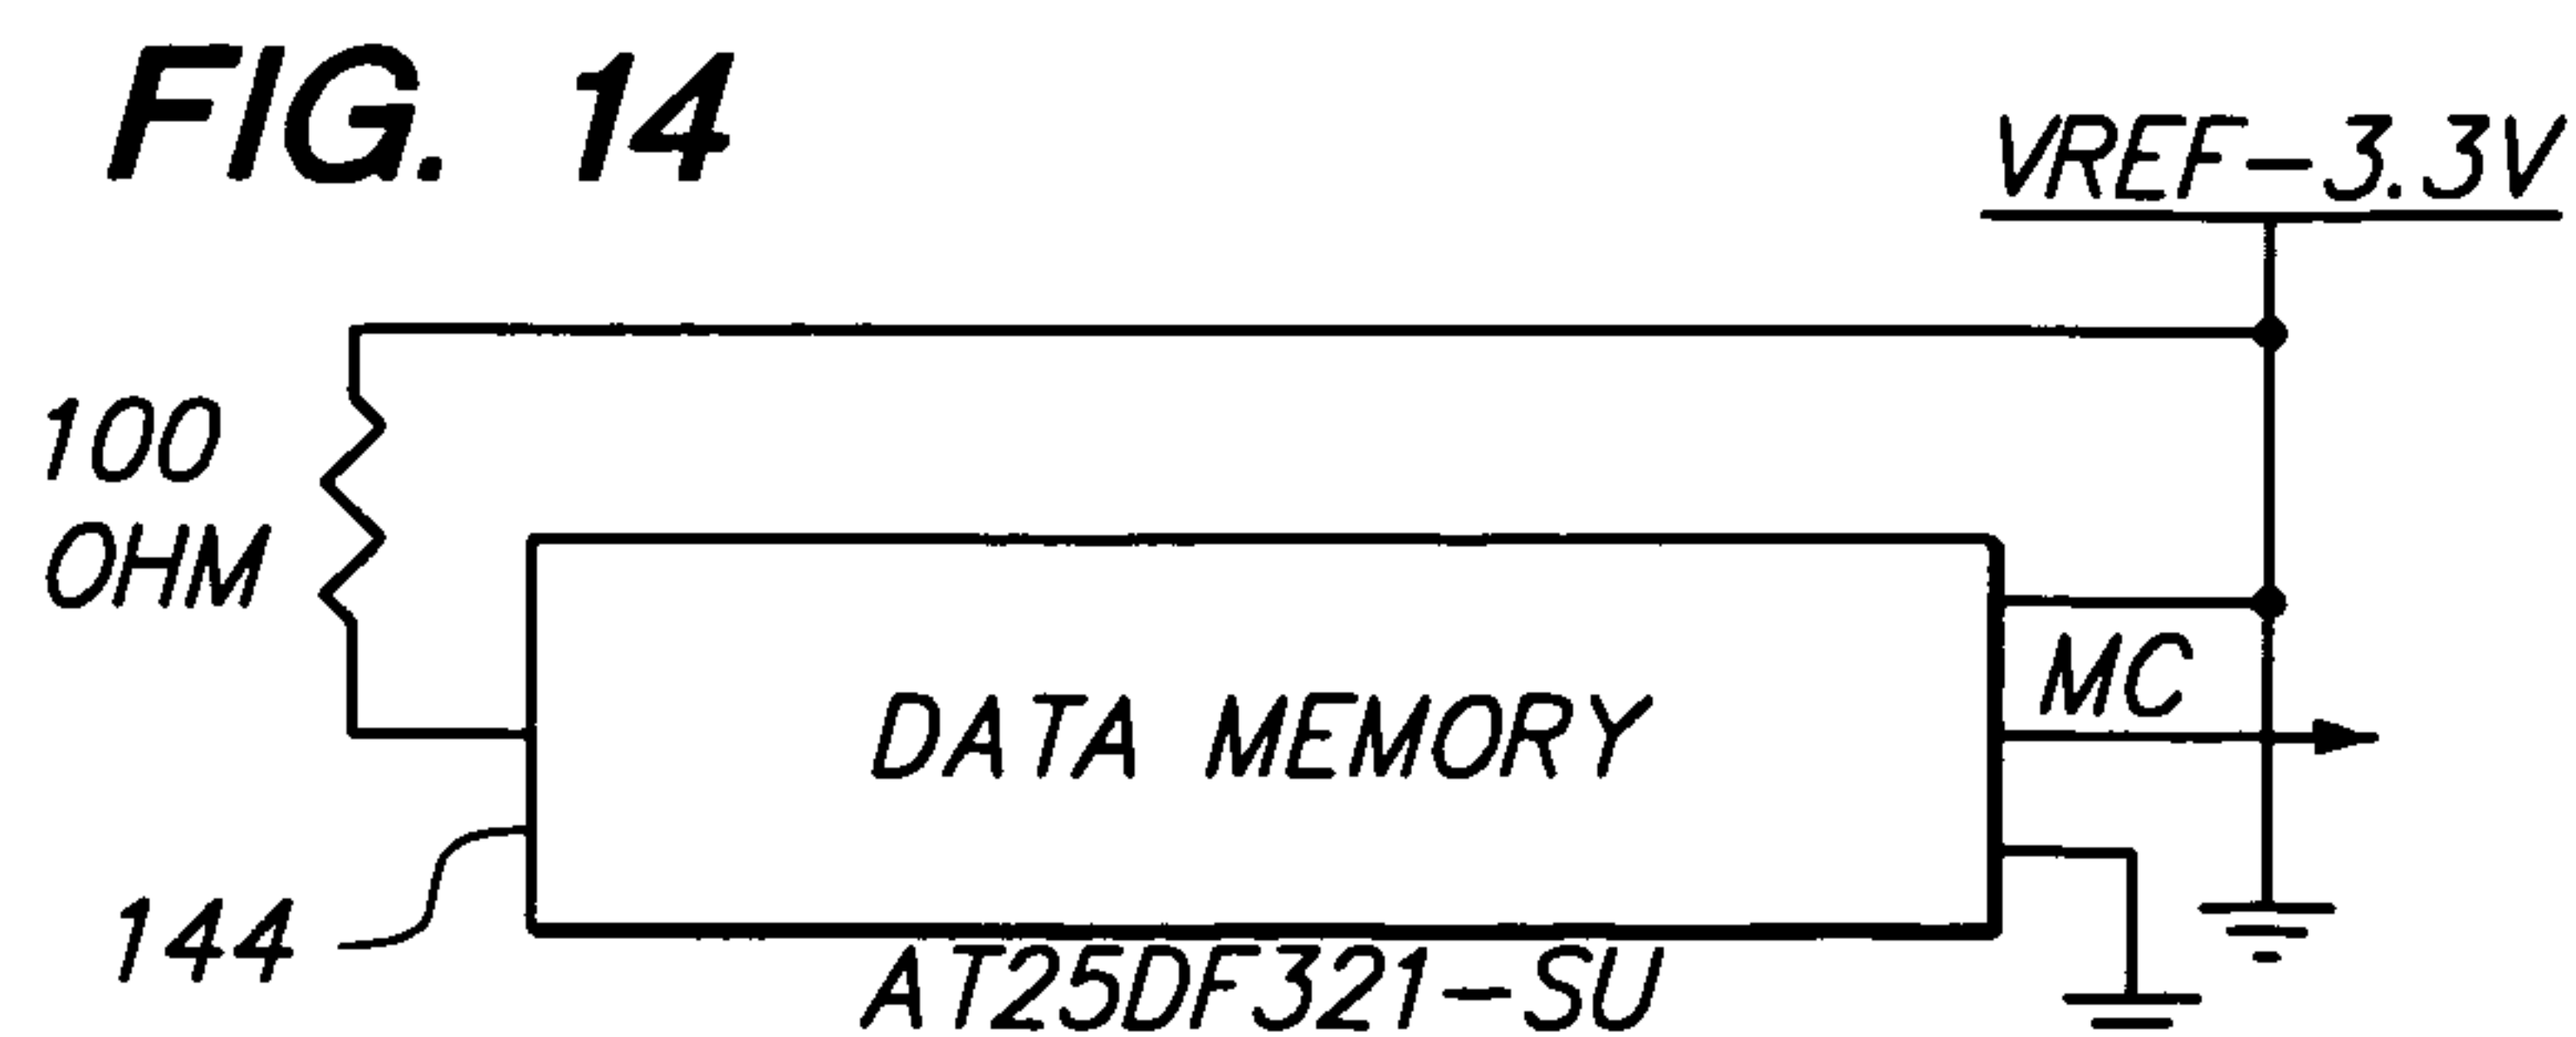 FIG. 14
VREF-3.3V
100
OHM
MC
DATA MEMORY
144
AT25DF321-SU